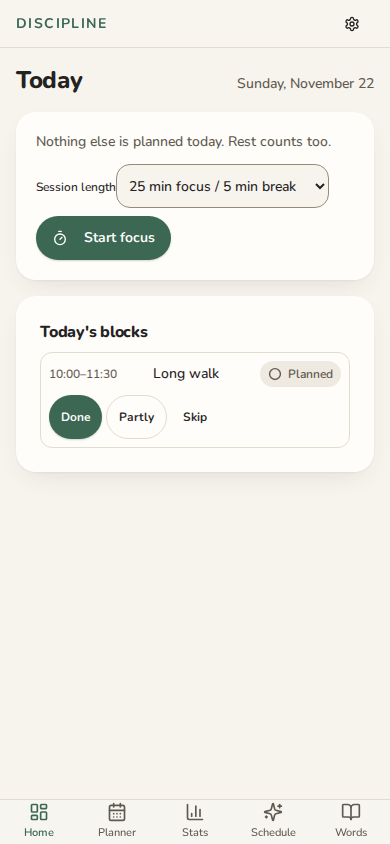 DISCIPLINE
Today
Sunday, November 22
Nothing else is planned today. Rest counts too.
Session length 25 min focus / 5 min break
Start focus
Today's blocks
10:00–11:30 Long walk Planned
Done Partly Skip
Home Planner Stats Schedule Words